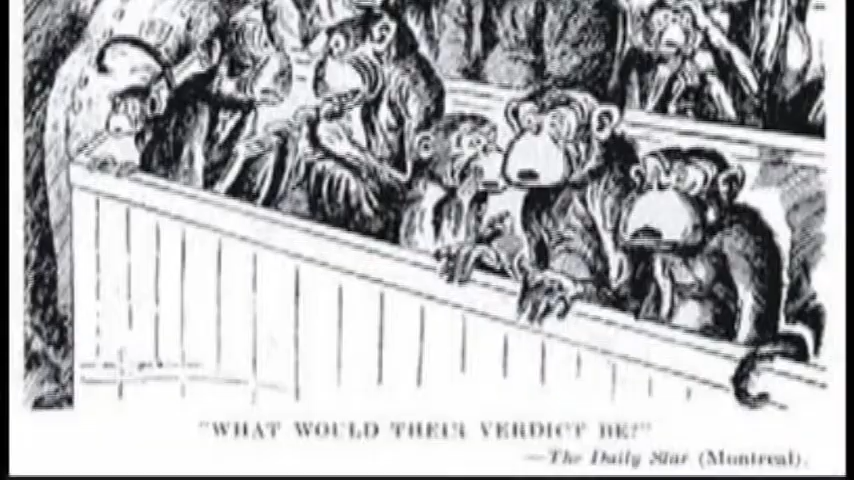 "WHAT WOULD THEIR VERDICT BE?"
—The Daily Star (Montreal).